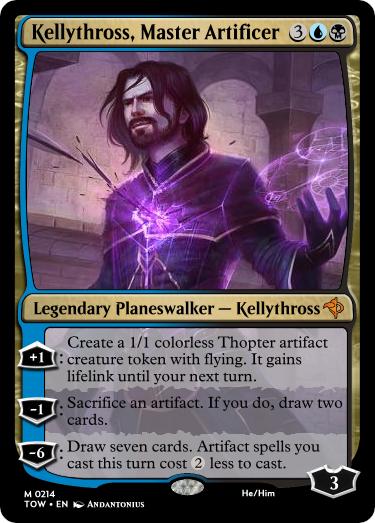 Kellythross, Master Artificer 3
Legendary Planeswalker — Kellythross
+1: Create a 1/1 colorless Thopter artifact
creature token with flying. It gains
lifelink until your next turn.
-1: Sacrifice an artifact. If you do, draw two
cards.
-6: Draw seven cards. Artifact spells you
cast this turn cost 2 less to cast.
3
M 0214
TOW • EN ANDANTONIUS
He/Him